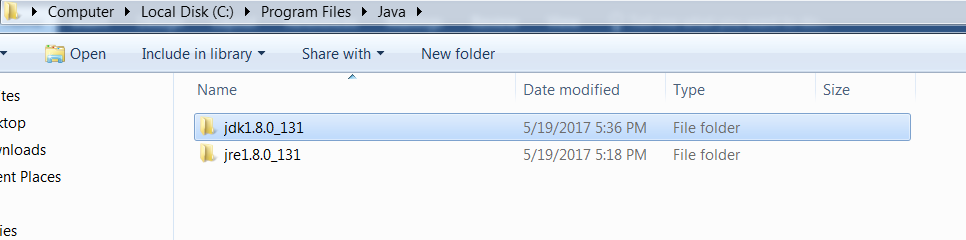 Computer Local Disk (C:) Program Files Java
Open Include in library Share with New folder
Name Date modified Type Size
jdk1.8.0_131 5/19/2017 5:36 PM File folder
jre1.8.0_131 5/19/2017 5:18 PM File folder
ites
ktop
wnloads
ent Places
ies